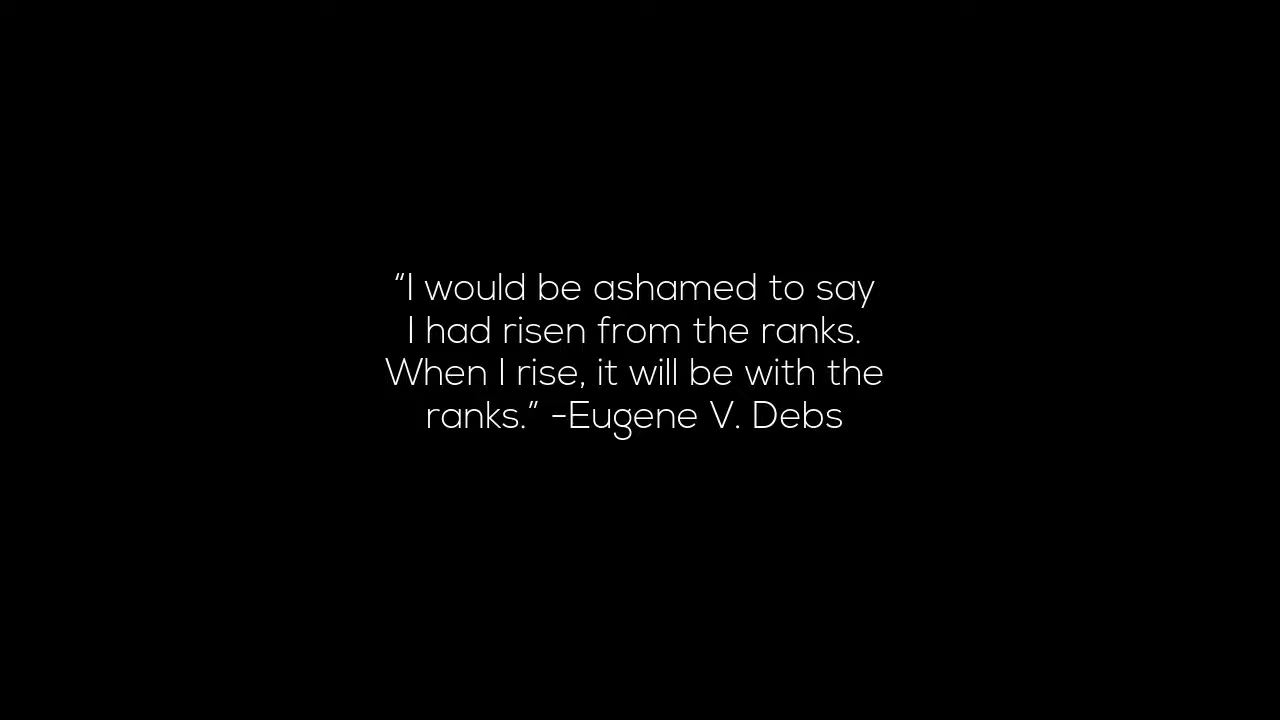 “I would be ashamed to say
I had risen from the ranks.
When I rise, it will be with the
ranks.” -Eugene V. Debs